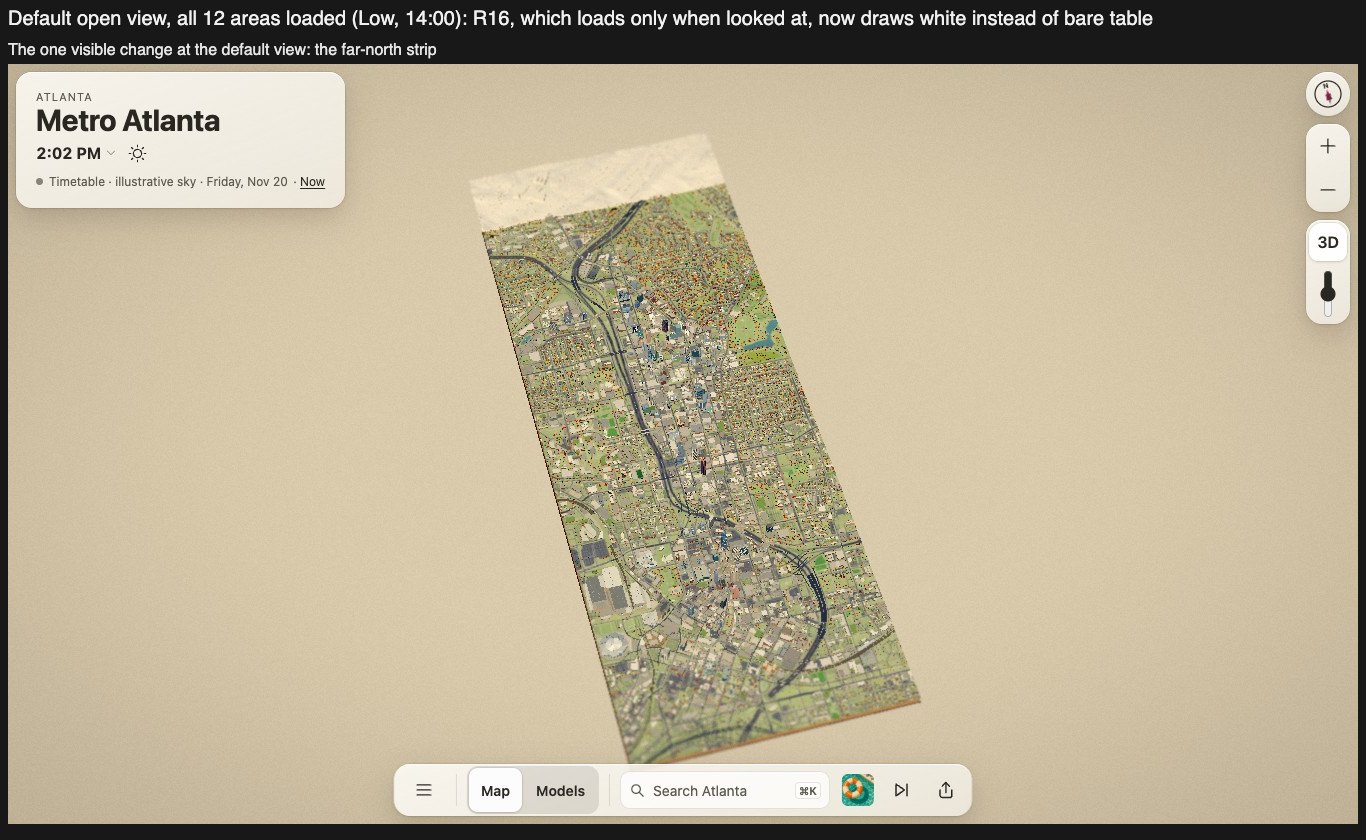 Default open view, all 12 areas loaded (Low, 14:00): R16, which loads only when looked at, now draws white instead of bare table
The one visible change at the default view: the far-north strip
ATLANTA
Metro Atlanta
2:02 PM
Timetable · illustrative sky · Friday, Nov 20 · Now
N
3D
Map
Models
Search Atlanta
⌘K